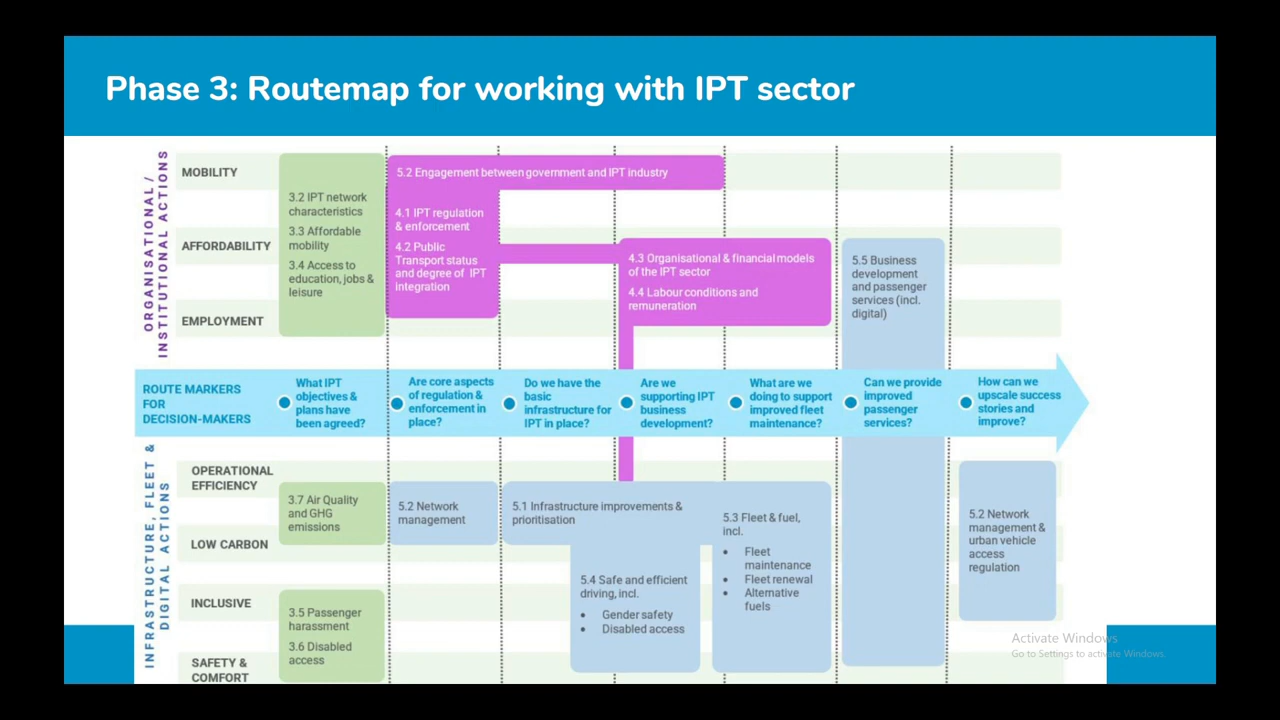 Phase 3: Routemap for working with IPT sector
ORGANISATIONAL /
INSTITUTIONAL ACTIONS
MOBILITY
AFFORDABILITY
EMPLOYMENT
3.2 IPT network
characteristics
3.3 Affordable
mobility
3.4 Access to
education, jobs &
leisure
5.2 Engagement between government and IPT industry
4.1 IPT regulation
& enforcement
4.2 Public
Transport status
and degree of IPT
integration
4.3 Organisational & financial models
of the IPT sector
4.4 Labour conditions and
remuneration
5.5 Business
development
and passenger
services (incl.
digital)
ROUTE MARKERS
FOR
DECISION-MAKERS
What IPT
objectives &
plans have
been agreed?
Are core aspects
of regulation &
enforcement in
place?
Do we have the
basic
infrastructure for
IPT in place?
Are we
supporting IPT
business
development?
What are we
doing to support
improved fleet
maintenance?
Can we provide
improved
passenger
services?
How can we
upscale success
stories and
improve?
INFRASTRUCTURE, FLEET &
DIGITAL ACTIONS
OPERATIONAL
EFFICIENCY
LOW CARBON
INCLUSIVE
SAFETY &
COMFORT
3.7 Air Quality
and GHG
emissions
3.5 Passenger
harassment
3.6 Disabled
access
5.2 Network
management
5.1 Infrastructure improvements &
prioritisation
5.4 Safe and efficient
driving, incl.
• Gender safety
• Disabled access
5.3 Fleet & fuel,
incl.
• Fleet
maintenance
• Fleet renewal
• Alternative
fuels
5.2 Network
management &
urban vehicle
access
regulation
Activate Windows
Go to Settings to activate Windows.